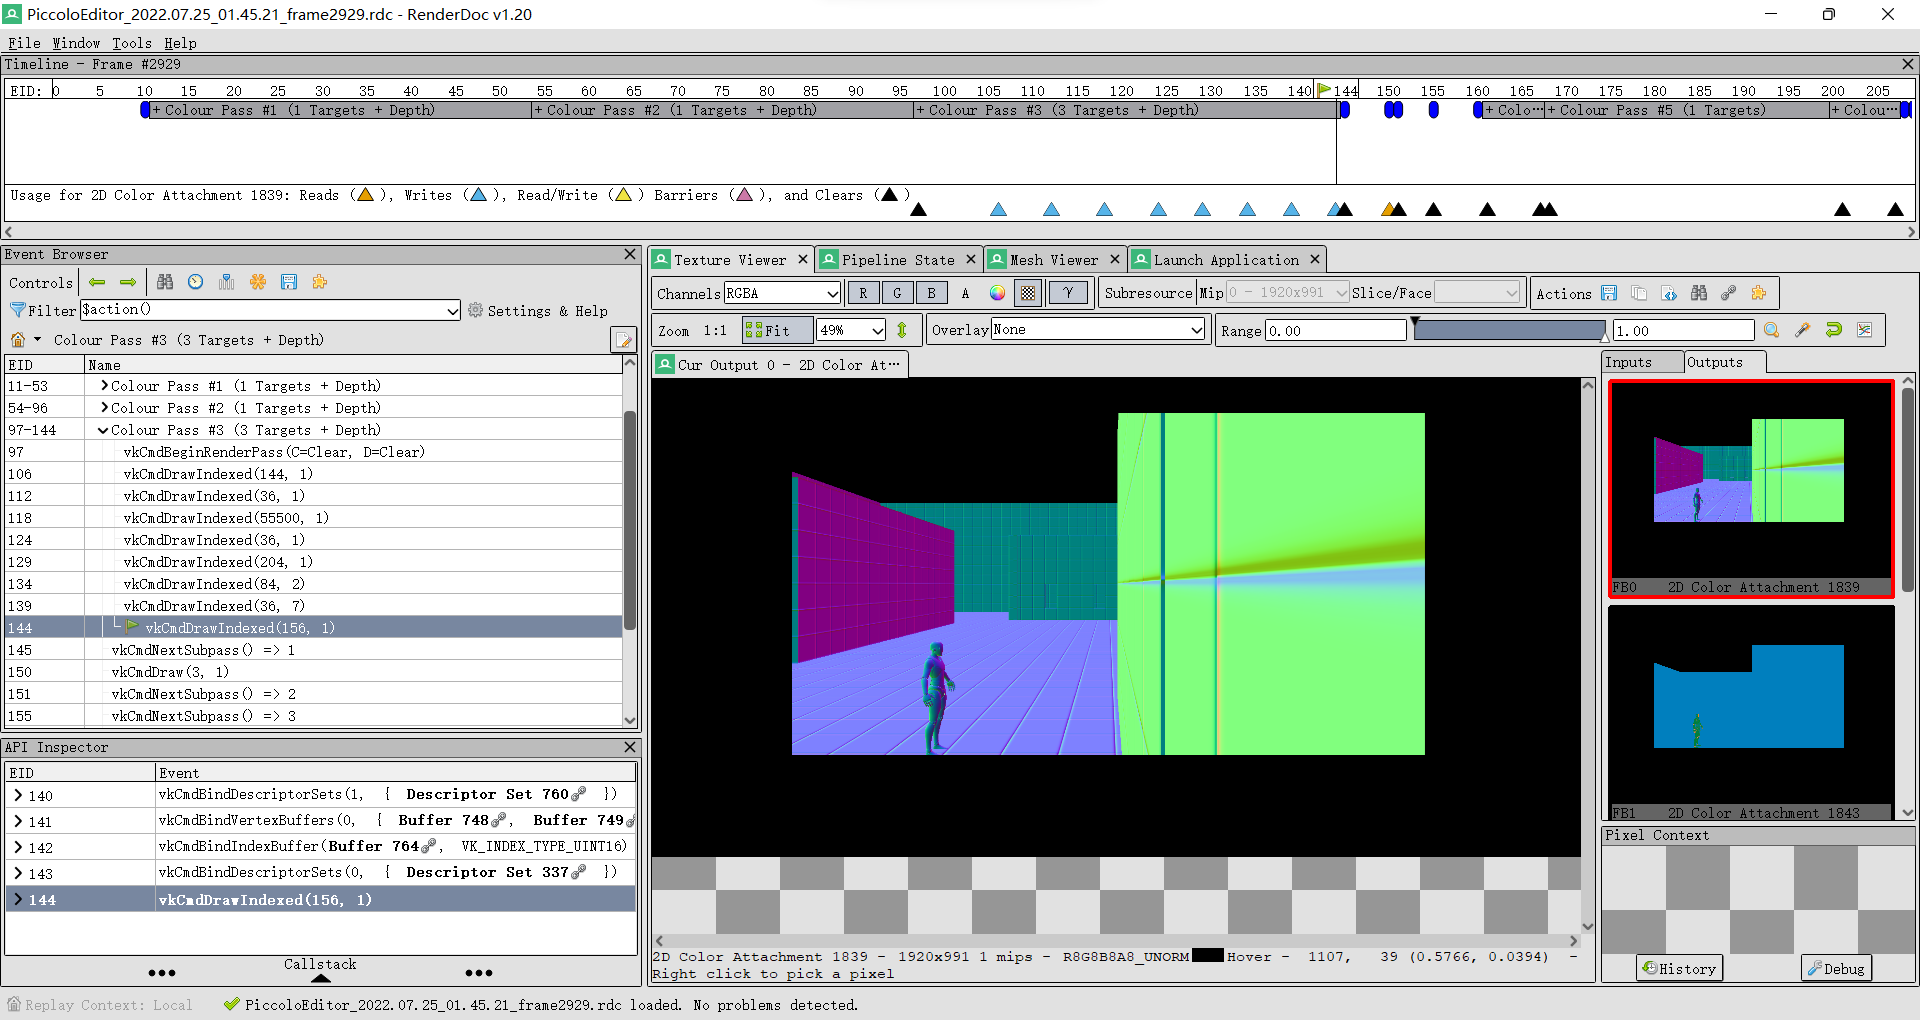 PiccoloEditor_2022.07.25_01.45.21_frame2929.rdc - RenderDoc v1.20
File Window Tools Help
Timeline - Frame #2929
EID: 0 5 10 15 20 25 30 35 40 45 50 55 60 65 70 75 80 85 90 95 100 105 110 115 120 125 130 135 140 144 150 155 160 165 170 175 180 185 190 195 200 205
+ Colour Pass #1 (1 Targets + Depth) + Colour Pass #2 (1 Targets + Depth) + Colour Pass #3 (3 Targets + Depth) + Colo··· + Colour Pass #5 (1 Targets) + Colou···
Usage for 2D Color Attachment 1839: Reads ( ), Writes ( ), Read/Write ( ) Barriers ( ), and Clears ( )
Event Browser
Controls
Filter $action() Settings & Help
Colour Pass #3 (3 Targets + Depth)
EID Name
11-53 Colour Pass #1 (1 Targets + Depth)
54-96 Colour Pass #2 (1 Targets + Depth)
97-144 Colour Pass #3 (3 Targets + Depth)
97 vkCmdBeginRenderPass(C=Clear, D=Clear)
106 vkCmdDrawIndexed(144, 1)
112 vkCmdDrawIndexed(36, 1)
118 vkCmdDrawIndexed(55500, 1)
124 vkCmdDrawIndexed(36, 1)
129 vkCmdDrawIndexed(204, 1)
134 vkCmdDrawIndexed(84, 2)
139 vkCmdDrawIndexed(36, 7)
144 vkCmdDrawIndexed(156, 1)
145 vkCmdNextSubpass() => 1
150 vkCmdDraw(3, 1)
151 vkCmdNextSubpass() => 2
155 vkCmdNextSubpass() => 3
API Inspector
EID Event
140 vkCmdBindDescriptorSets(1, { Descriptor Set 760 })
141 vkCmdBindVertexBuffers(0, { Buffer 748, Buffer 749
142 vkCmdBindIndexBuffer(Buffer 764, VK_INDEX_TYPE_UINT16)
143 vkCmdBindDescriptorSets(0, { Descriptor Set 337 })
144 vkCmdDrawIndexed(156, 1)
Callstack
Texture Viewer Pipeline State Mesh Viewer Launch Application
Channels RGBA R G B A γ Subresource Mip 0 - 1920x991 Slice/Face Actions
Zoom 1:1 Fit 49% Overlay None Range 0.00 1.00
Cur Output 0 - 2D Color At···
Inputs Outputs
FB0 2D Color Attachment 1839
FB1 2D Color Attachment 1843
Pixel Context
History Debug
2D Color Attachment 1839 - 1920x991 1 mips - R8G8B8A8_UNORM Hover - 1107, 39 (0.5766, 0.0394) -
Right click to pick a pixel
Replay Context: Local PiccoloEditor_2022.07.25_01.45.21_frame2929.rdc loaded. No problems detected.